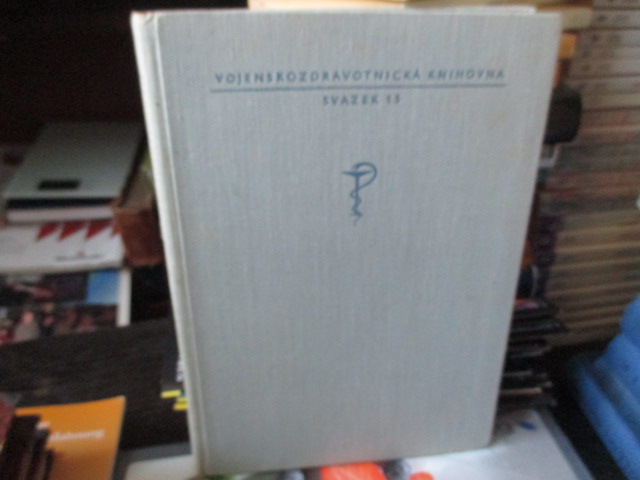 VOJENSKOZDRAVOTNICKÁ KNIHOVNA
SVAZEK 15